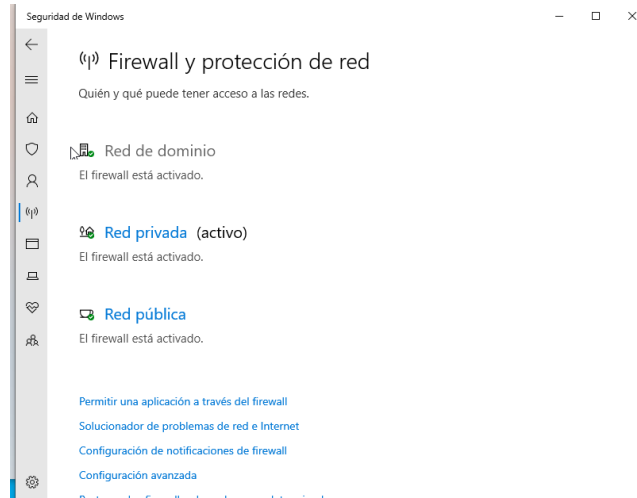 Seguridad de Windows
Firewall y protección de red
Quién y qué puede tener acceso a las redes.
Red de dominio
El firewall está activado.
Red privada (activo)
El firewall está activado.
Red pública
El firewall está activado.
Permitir una aplicación a través del firewall
Solucionador de problemas de red e Internet
Configuración de notificaciones de firewall
Configuración avanzada